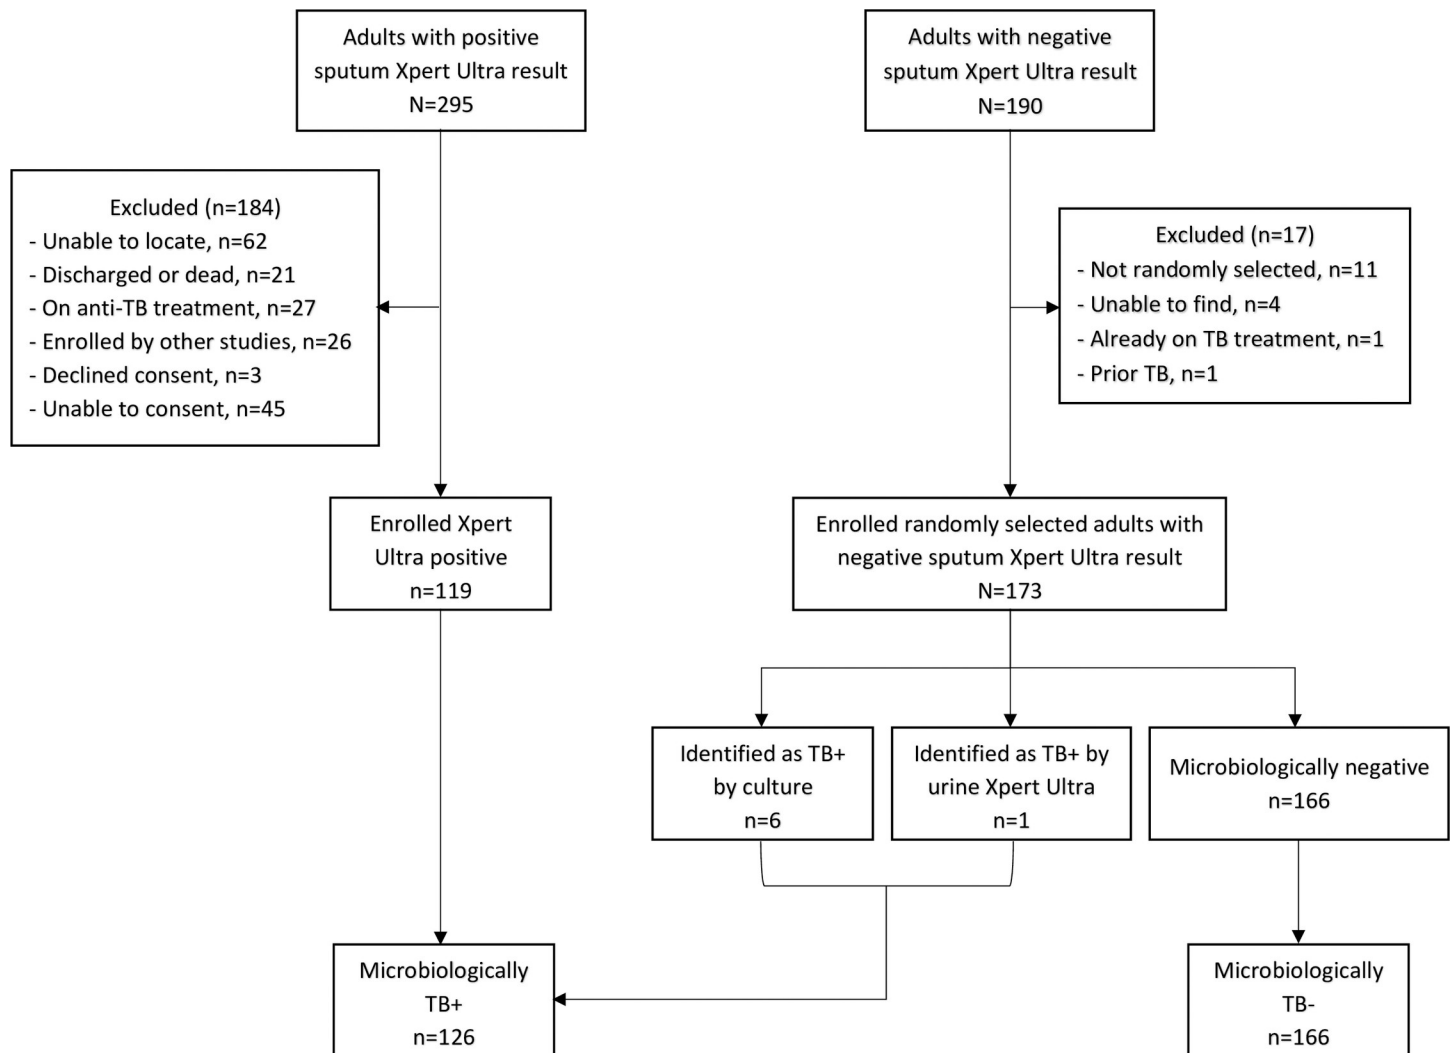 Adults with positive
sputum Xpert Ultra result
N=295
Adults with negative
sputum Xpert Ultra result
N=190
Excluded (n=184)
- Unable to locate, n=62
- Discharged or dead, n=21
- On anti-TB treatment, n=27
- Enrolled by other studies, n=26
- Declined consent, n=3
- Unable to consent, n=45
Excluded (n=17)
- Not randomly selected, n=11
- Unable to find, n=4
- Already on TB treatment, n=1
- Prior TB, n=1
Enrolled Xpert
Ultra positive
n=119
Enrolled randomly selected adults with
negative sputum Xpert Ultra result
N=173
Identified as TB+
by culture
n=6
Identified as TB+ by
urine Xpert Ultra
n=1
Microbiologically negative
n=166
Microbiologically
TB+
n=126
Microbiologically
TB-
n=166